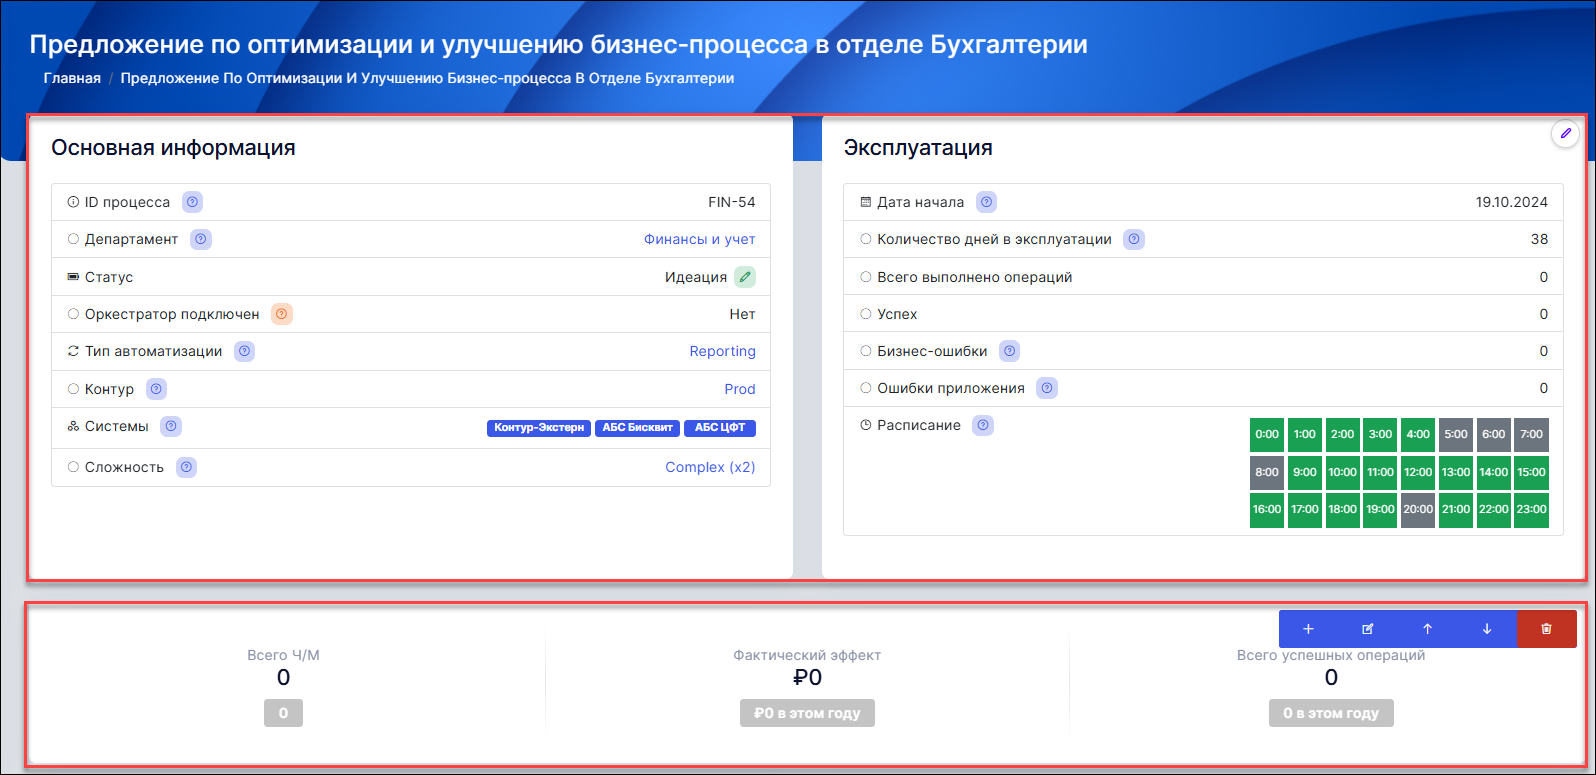 Предложение по оптимизации и улучшению бизнес-процесса в отделе Бухгалтерии
Главная / Предложение По Оптимизации И Улучшению Бизнес-процесса В Отделе Бухгалтерии
Основная информация
ID процесса FIN-54
Департамент Финансы и учет
Статус Идеация
Оркестратор подключен Нет
Тип автоматизации Reporting
Контур Prod
Системы Контур-Экстерн АБС Бисквит АБС ЦФТ
Сложность Complex (x2)
Эксплуатация
Дата начала 19.10.2024
Количество дней в эксплуатации 38
Всего выполнено операций 0
Успех 0
Бизнес-ошибки 0
Ошибки приложения 0
Расписание
0:00 1:00 2:00 3:00 4:00 5:00 6:00 7:00
8:00 9:00 10:00 11:00 12:00 13:00 14:00 15:00
16:00 17:00 18:00 19:00 20:00 21:00 22:00 23:00
Всего Ч/М
0
0
Фактический эффект
₽0
₽0 в этом году
Всего успешных операций
0
0 в этом году